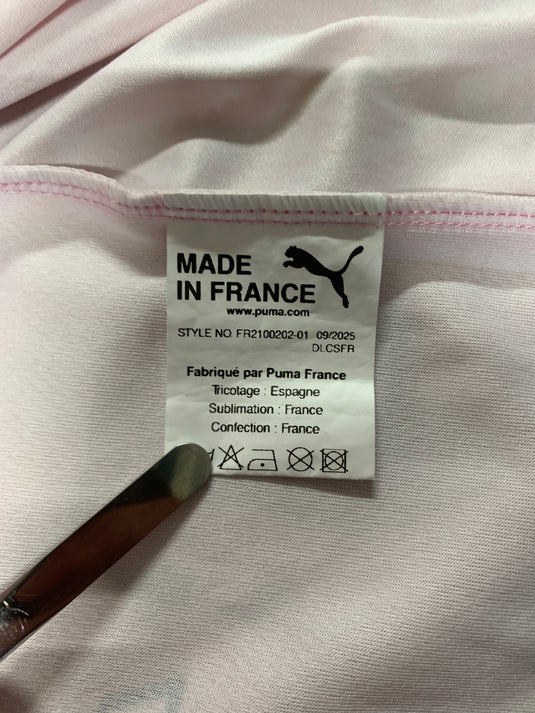 MADE
IN FRANCE
www.puma.com
STYLE NO. FR2100202-01 09/2025
DLCSFR
Fabriqué par Puma France
Tricotage : Espagne
Sublimation : France
Confection : France